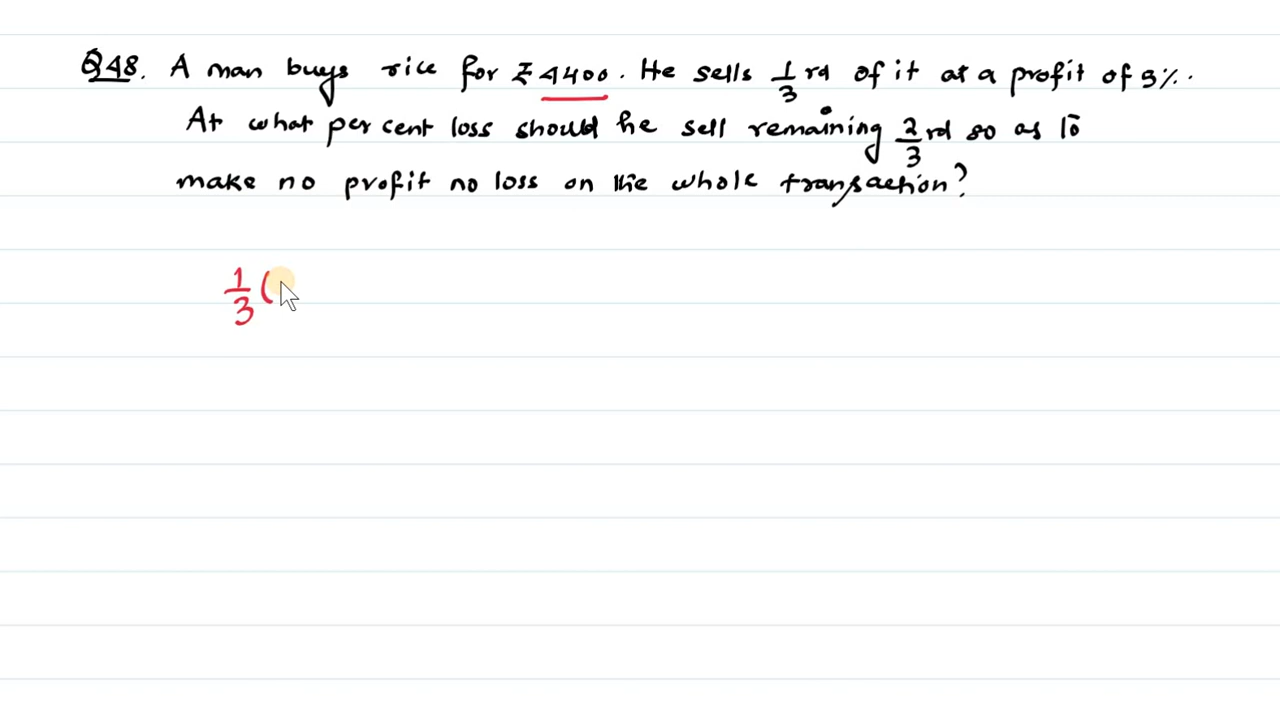 Q48. A man buys rice for ₹ 4400. He sells 1/3 rd of it at a profit of 5%.
At what per cent loss should he sell remaining 2/3 rd so as to
make no profit no loss on the whole transaction?
1/3 (